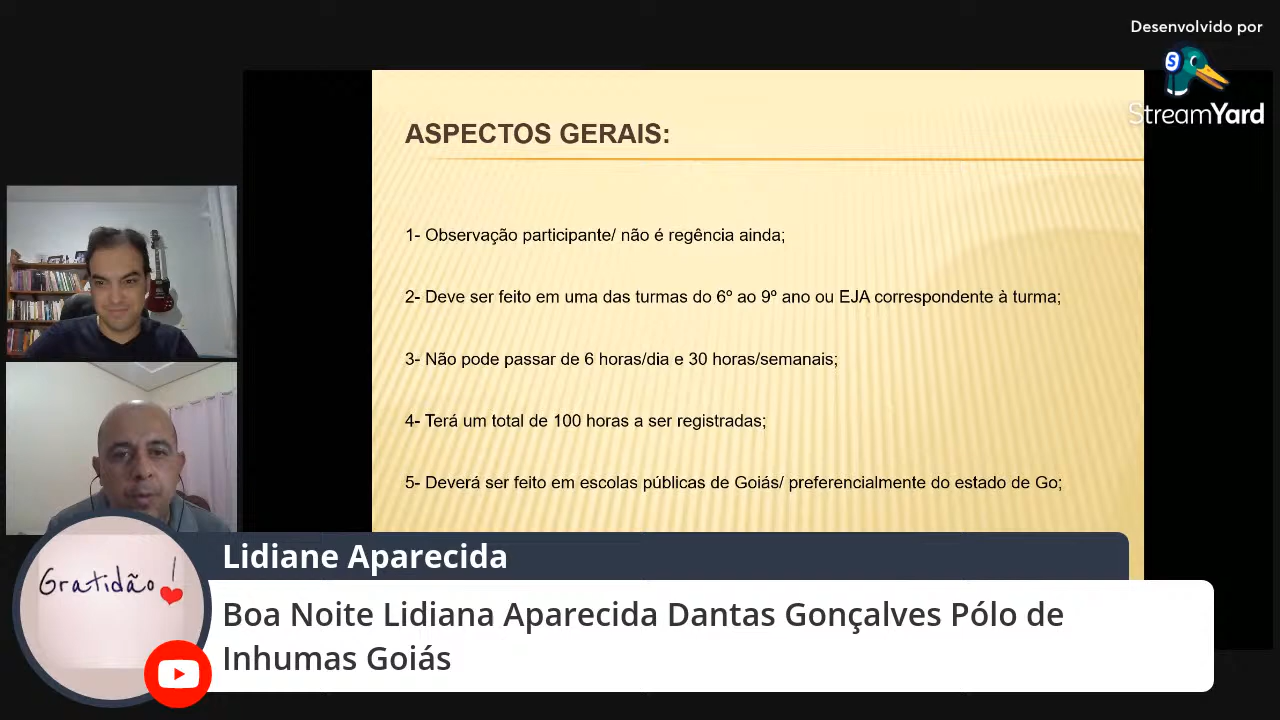 Desenvolvido por
StreamYard
ASPECTOS GERAIS:
1- Observação participante/ não é regência ainda;
2- Deve ser feito em uma das turmas do 6º ao 9º ano ou EJA correspondente à turma;
3- Não pode passar de 6 horas/dia e 30 horas/semanais;
4- Terá um total de 100 horas a ser registradas;
5- Deverá ser feito em escolas públicas de Goiás/ preferencialmente do estado de Go;
Gratidão!
Lidiane Aparecida
Boa Noite Lidiana Aparecida Dantas Gonçalves Pólo de
Inhumas Goiás